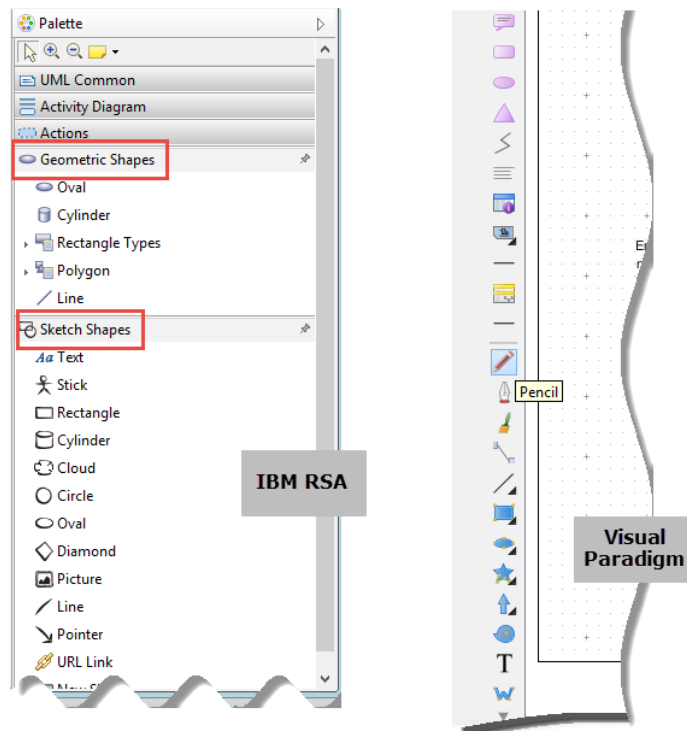 Palette
UML Common
Activity Diagram
Actions
Geometric Shapes
Oval
Cylinder
Rectangle Types
Polygon
Line
Sketch Shapes
Aa Text
Stick
Rectangle
Cylinder
Cloud
Circle
Oval
Diamond
Picture
Line
Pointer
URL Link
IBM RSA
Pencil
T
Visual
Paradigm